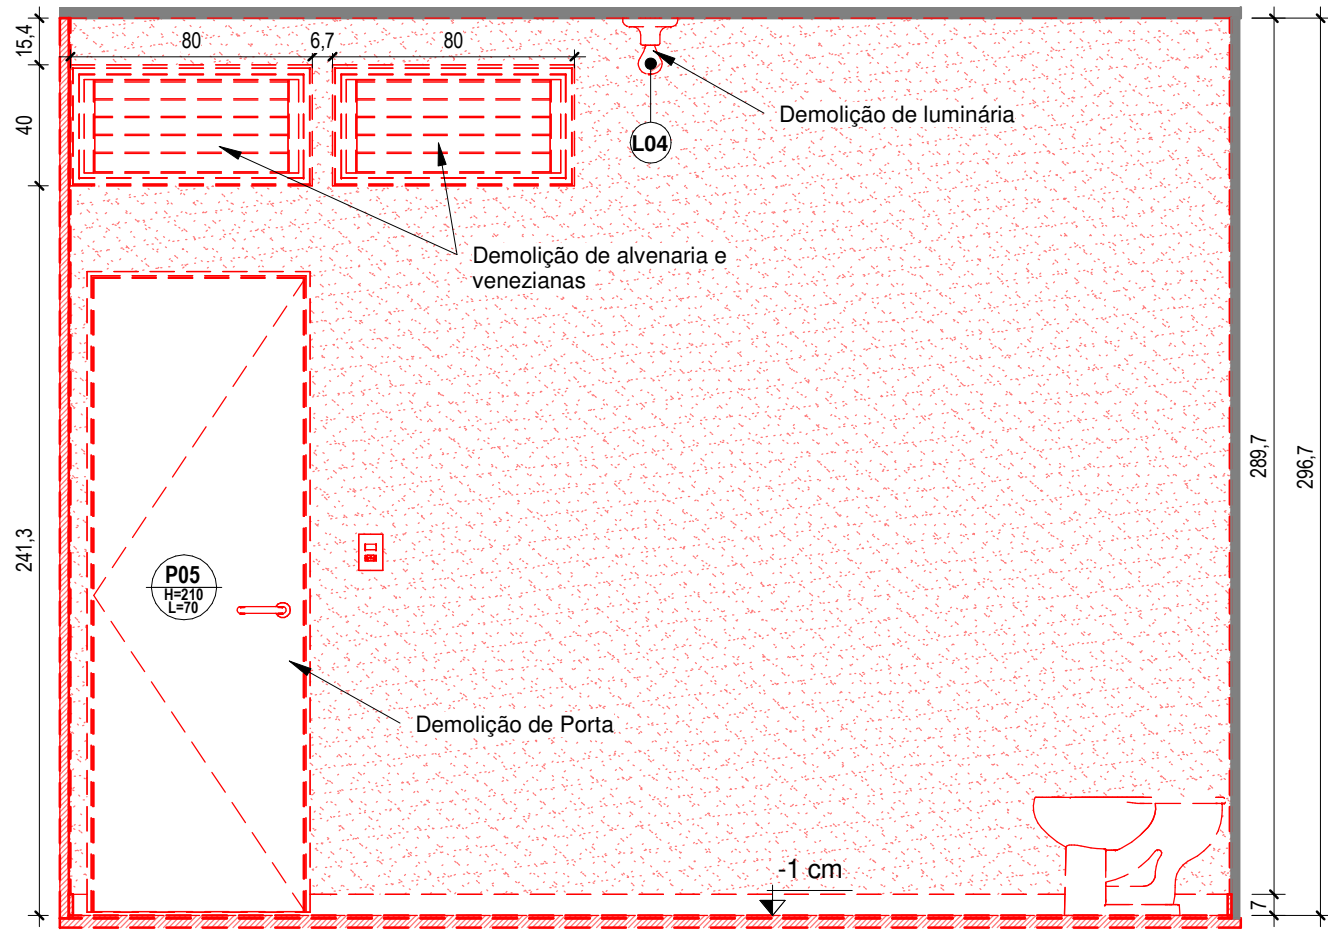 15,4
80
6,7
80
40
L04
Demolição de luminária
Demolição de alvenaria e
venezianas
241,3
P05
H=210
L=70
Demolição de Porta
-1 cm
289,7
296,7
7